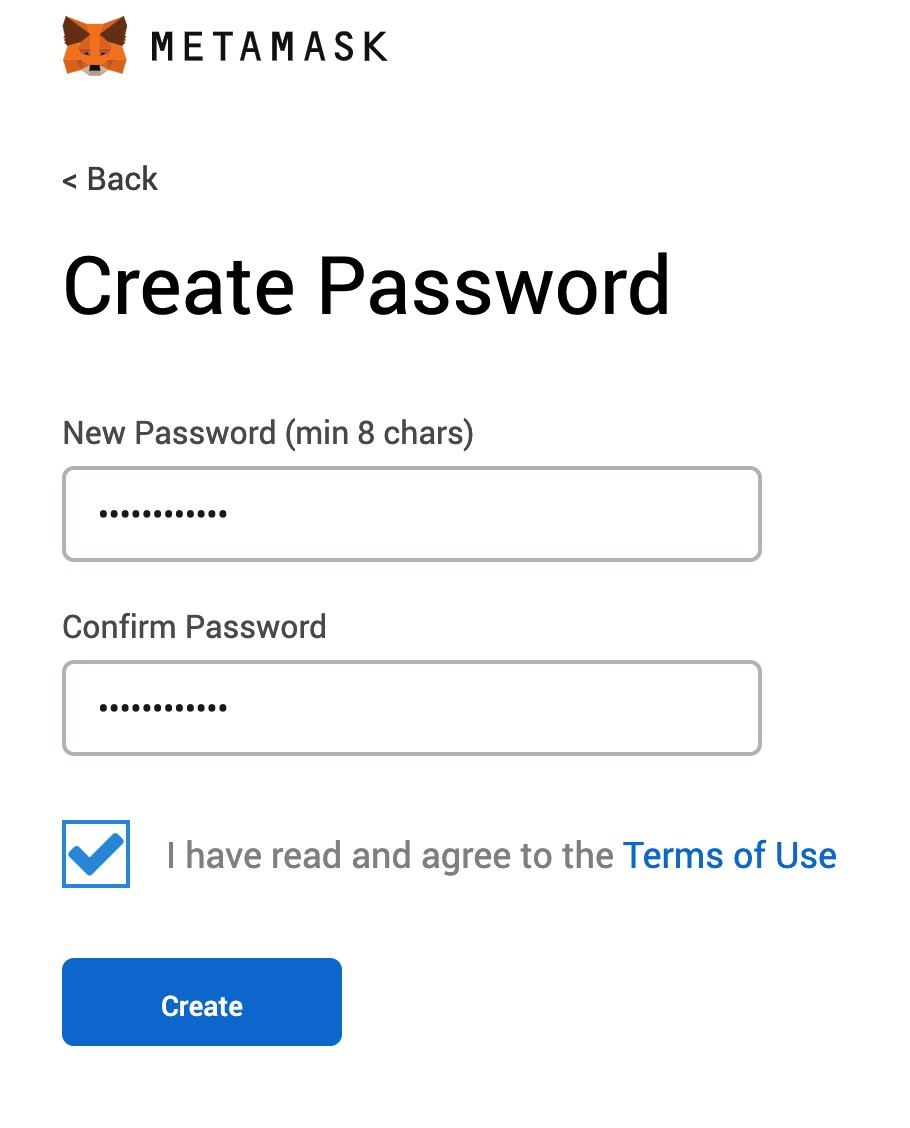 METAMASK
< Back
Create Password
New Password (min 8 chars)
••••••••••••
Confirm Password
••••••••••••
I have read and agree to the Terms of Use
Create